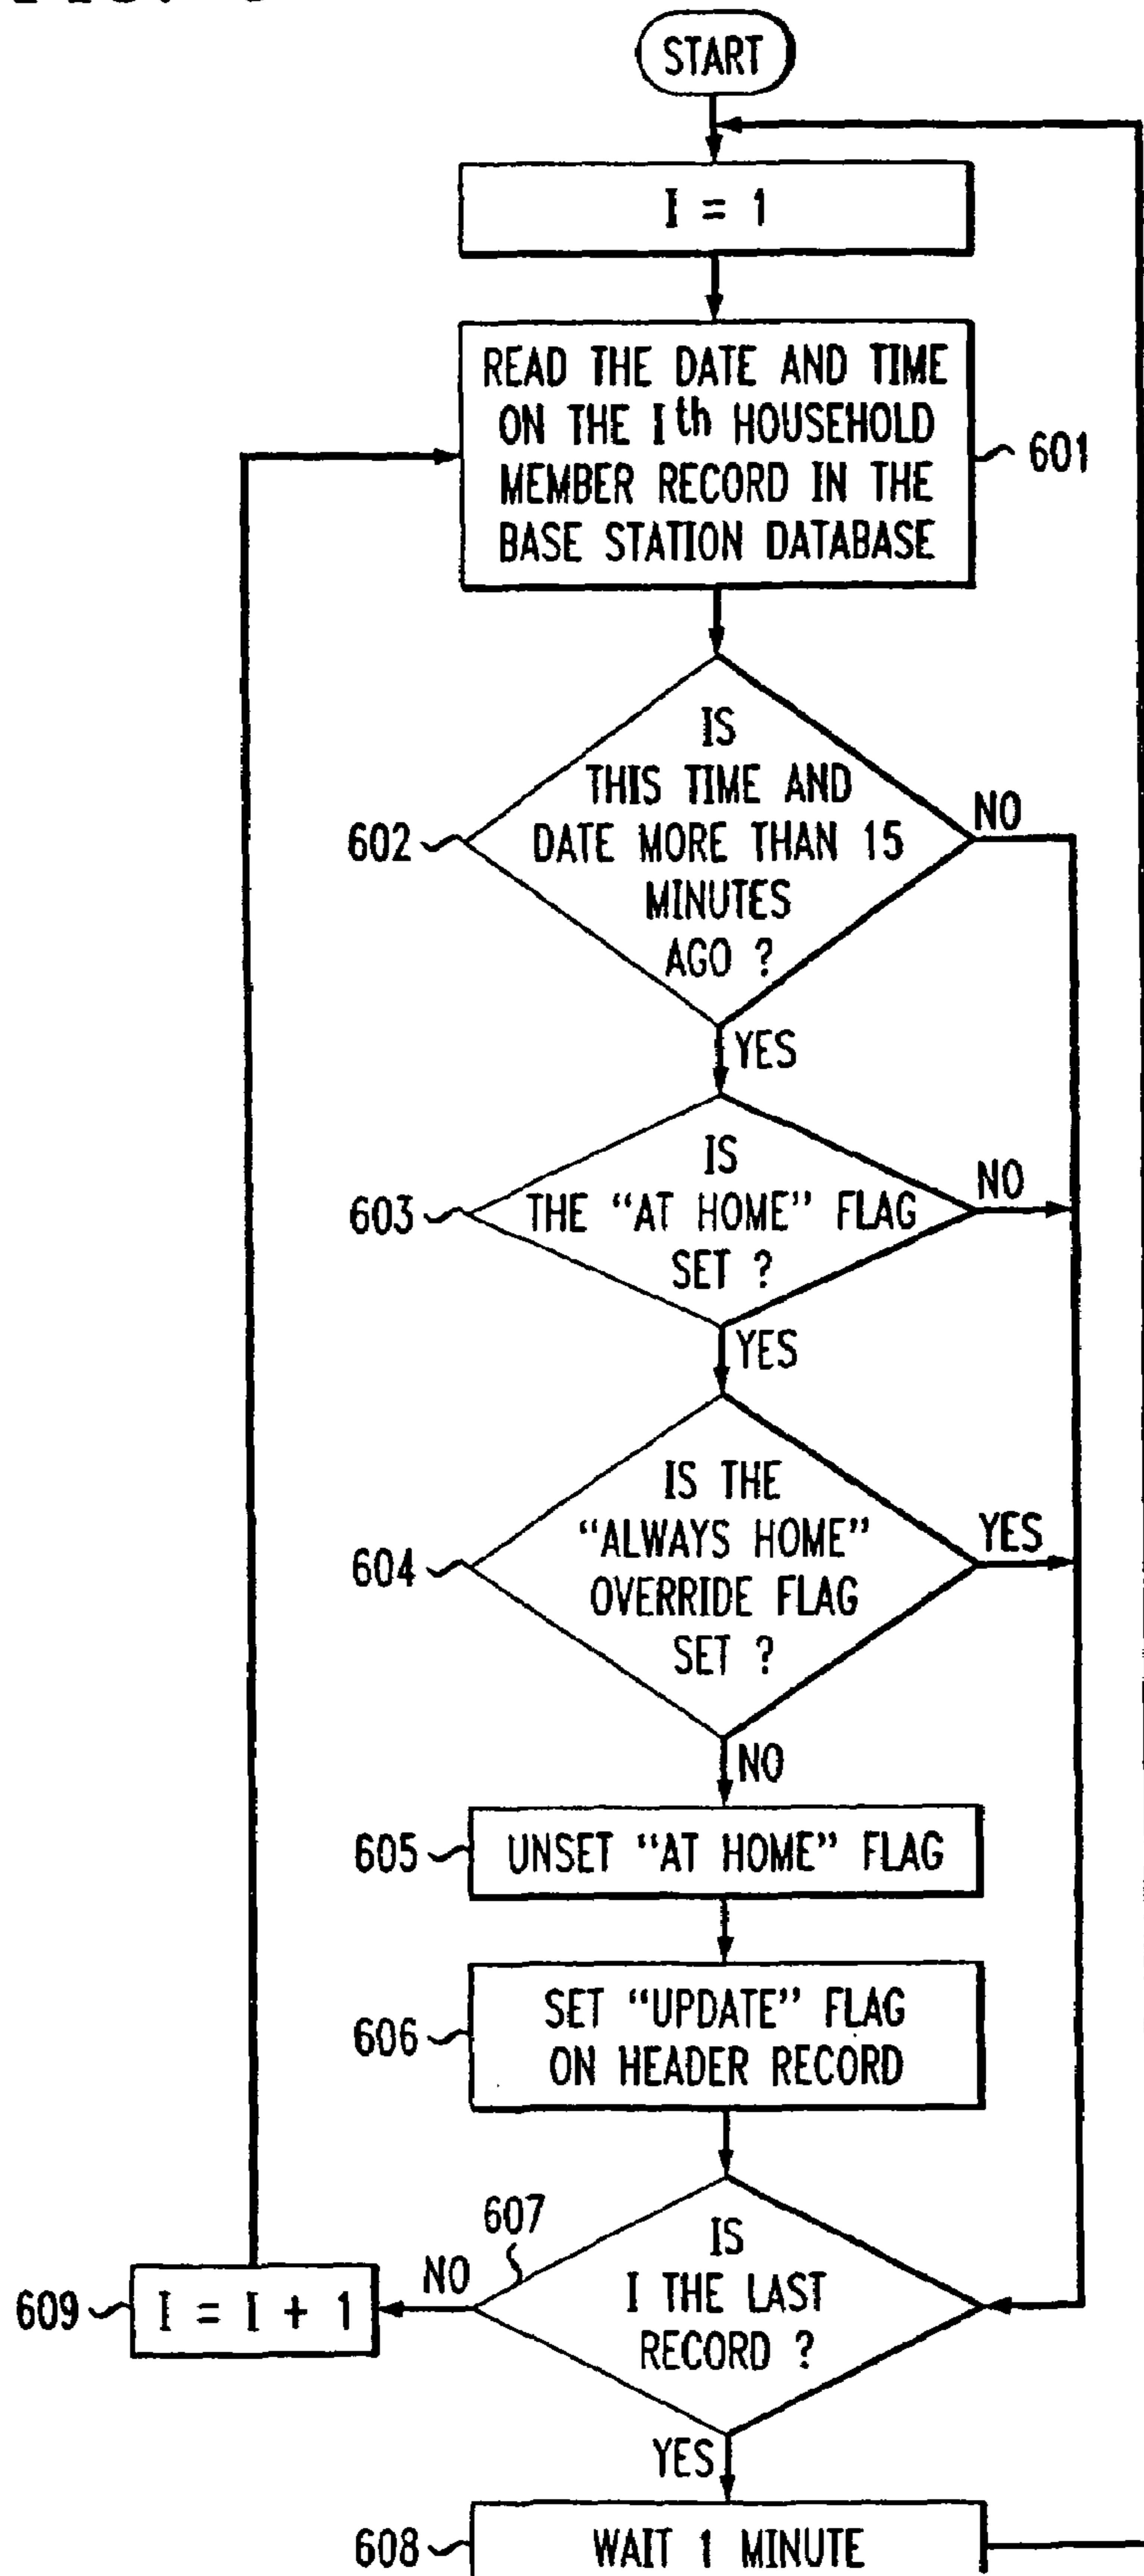 START
I = 1
READ THE DATE AND TIME
ON THE Ith HOUSEHOLD
MEMBER RECORD IN THE
BASE STATION DATABASE
601
IS
THIS TIME AND
DATE MORE THAN 15
MINUTES
AGO ?
602
NO
YES
IS
THE “AT HOME” FLAG
SET ?
603
NO
YES
IS THE
“ALWAYS HOME”
OVERRIDE FLAG
SET ?
604
YES
NO
605
UNSET “AT HOME” FLAG
606
SET “UPDATE” FLAG
ON HEADER RECORD
607
IS
I THE LAST
RECORD ?
NO
609
I = I + 1
YES
608
WAIT 1 MINUTE